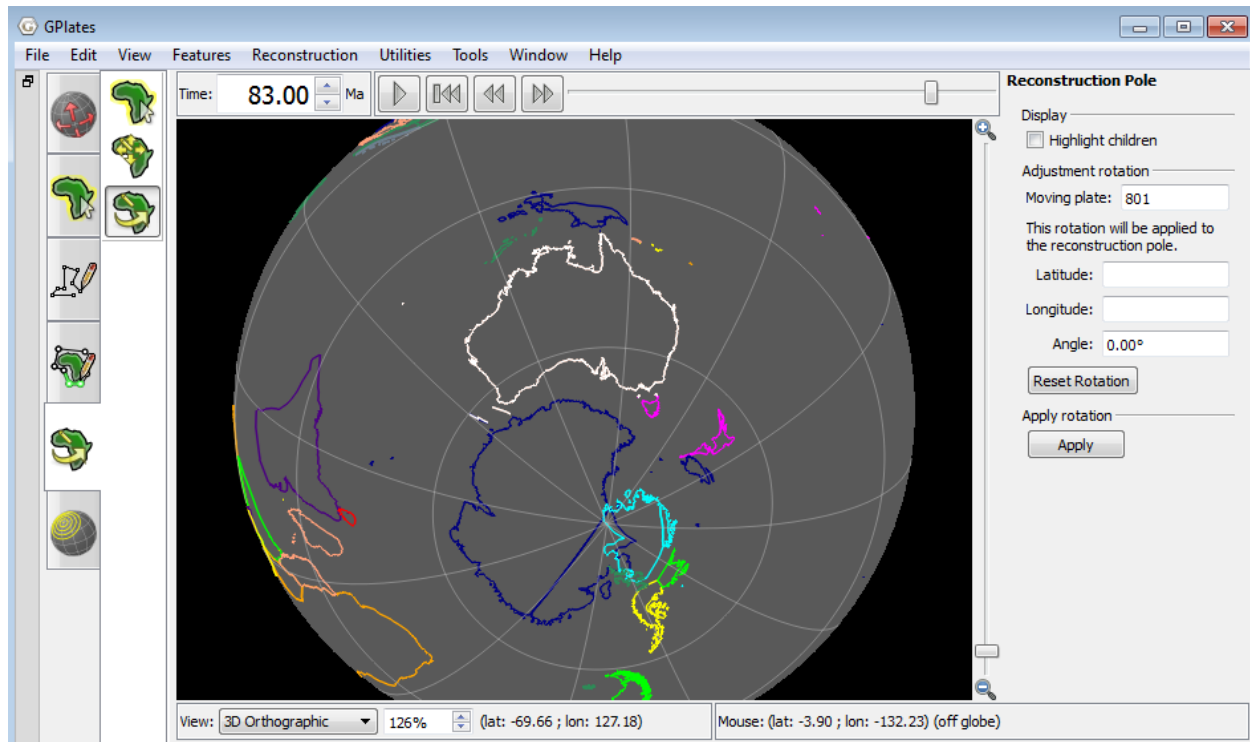 GPlates
File Edit View Features Reconstruction Utilities Tools Window Help
Time: 83.00 Ma
Reconstruction Pole
Display
Highlight children
Adjustment rotation
Moving plate: 801
This rotation will be applied to
the reconstruction pole.
Latitude:
Longitude:
Angle: 0.00°
Reset Rotation
Apply rotation
Apply
View: 3D Orthographic 126% (lat: -69.66 ; lon: 127.18) Mouse: (lat: -3.90 ; lon: -132.23) (off globe)